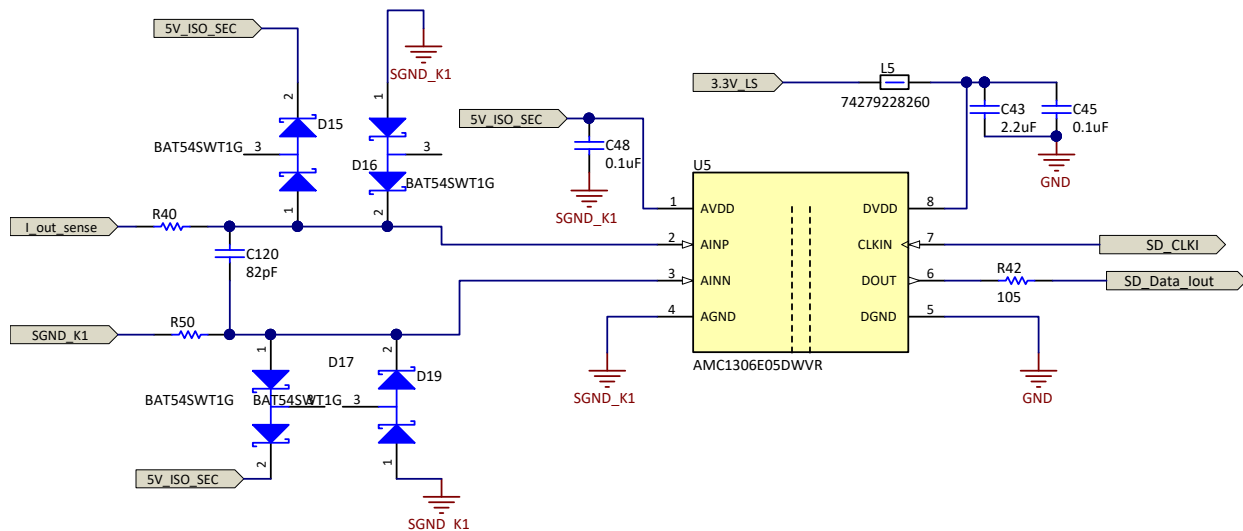 5V_ISO_SEC
SGND_K1
2
1
D15
BAT54SWT1G
3
3
D16
BAT54SWT1G
1
2
I_out_sense
R40
C120
82pF
SGND_K1
R50
1
2
D17
D19
BAT54SWT1G
BAT54SWT1G
3
3
2
1
5V_ISO_SEC
SGND_K1
5V_ISO_SEC
C48
0.1uF
SGND_K1
3.3V_LS
L5
74279228260
C43
2.2uF
C45
0.1uF
GND
U5
1
AVDD
DVDD
8
2
AINP
CLKIN
7
SD_CLKI
3
AINN
DOUT
6
R42
105
SD_Data_Iout
4
AGND
DGND
5
AMC1306E05DWVR
SGND_K1
GND